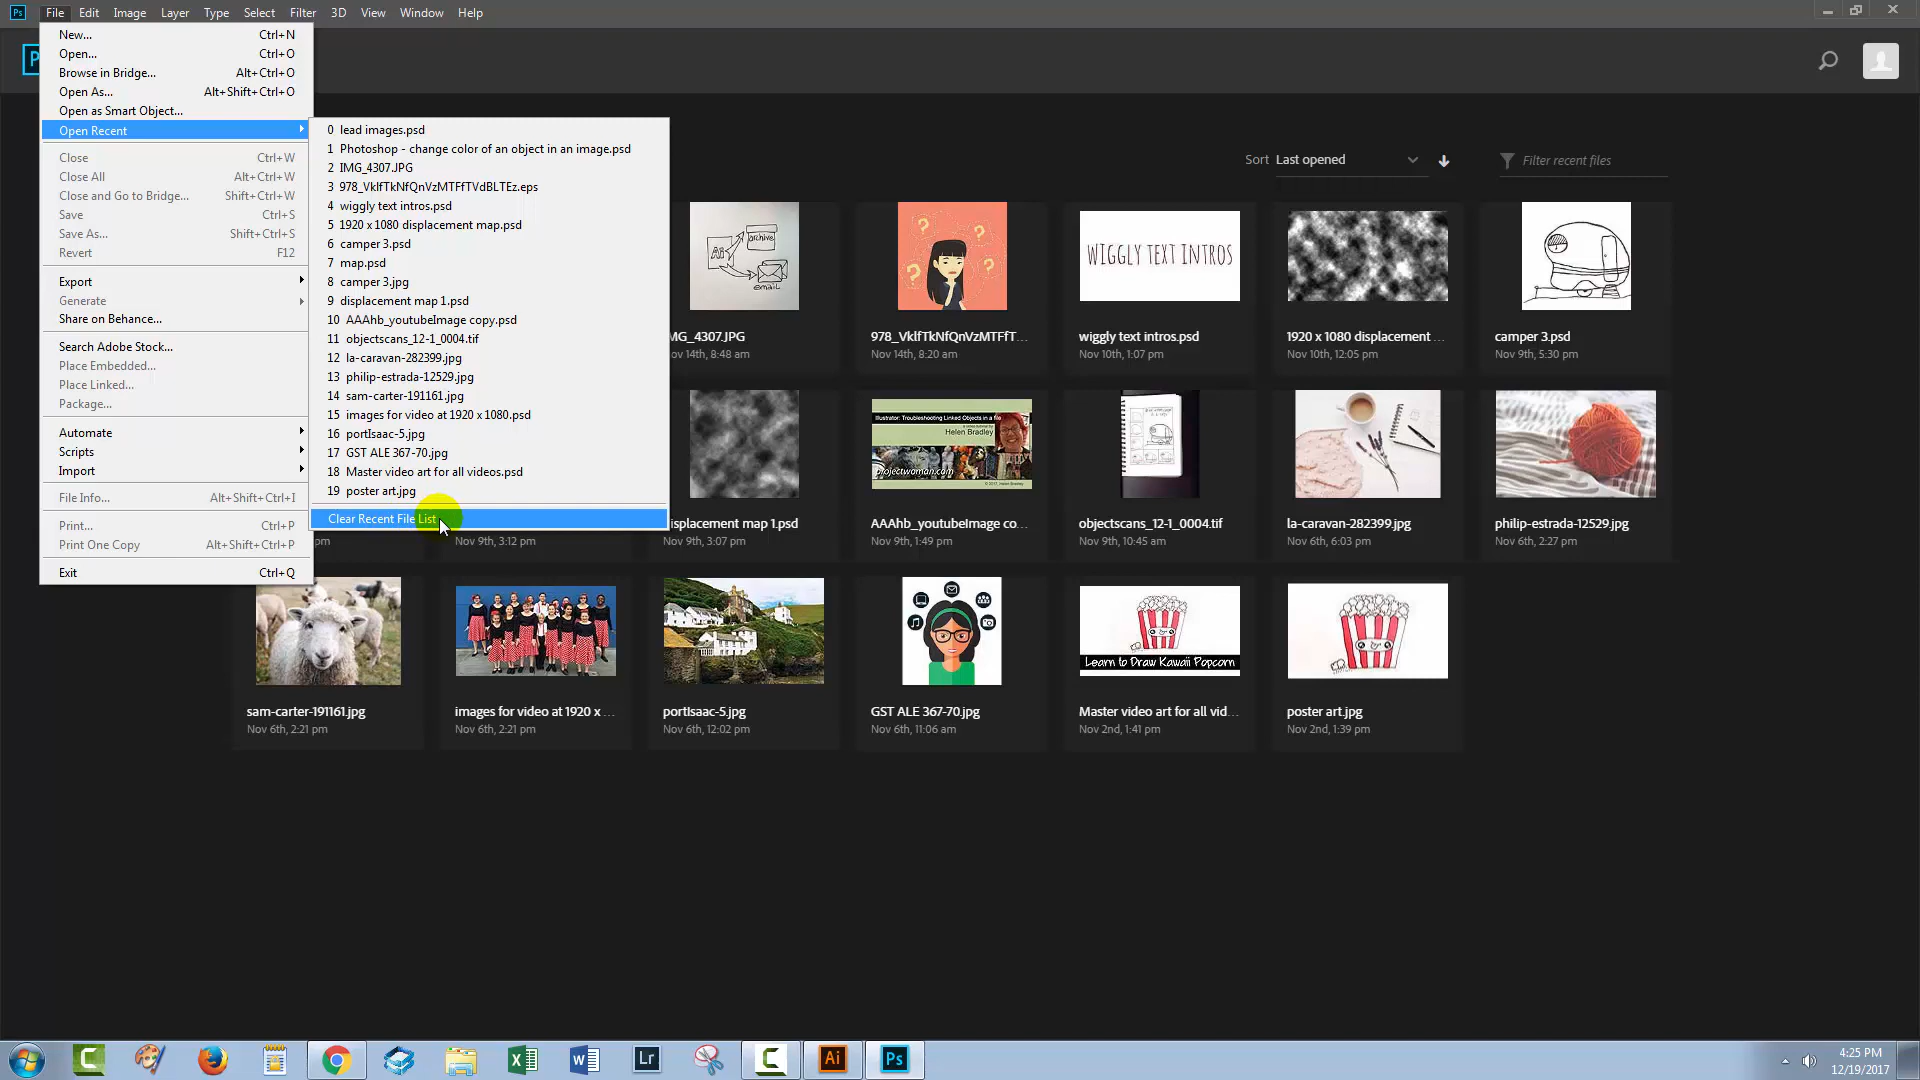 Ps File Edit Image Layer Type Select Filter 3D View Window Help
New... Ctrl+N
Open... Ctrl+O
Browse in Bridge... Alt+Ctrl+O
Open As... Alt+Shift+Ctrl+O
Open as Smart Object...
Open Recent
Close Ctrl+W
Close All Alt+Ctrl+W
Close and Go to Bridge... Shift+Ctrl+W
Save Ctrl+S
Save As... Shift+Ctrl+S
Revert F12
Export
Generate
Share on Behance...
Search Adobe Stock...
Place Embedded...
Place Linked...
Package...
Automate
Scripts
Import
File Info... Alt+Shift+Ctrl+I
Print... Ctrl+P
Print One Copy Alt+Shift+Ctrl+P
Exit Ctrl+Q
0 lead images.psd
1 Photoshop - change color of an object in an image.psd
2 IMG_4307.JPG
3 978_VklfTkNfQnVzMTFfTVdBLTEz.eps
4 wiggly text intros.psd
5 1920 x 1080 displacement map.psd
6 camper 3.psd
7 map.psd
8 camper 3.jpg
9 displacement map 1.psd
10 AAAhb_youtubeImage copy.psd
11 objectscans_12-1_0004.tif
12 la-caravan-282399.jpg
13 philip-estrada-12529.jpg
14 sam-carter-191161.jpg
15 images for video at 1920 x 1080.psd
16 portIsaac-5.jpg
17 GST ALE 367-70.jpg
18 Master video art for all videos.psd
19 poster art.jpg
Clear Recent File List
Sort Last opened Filter recent files
Ai archive
email
WIGGLY TEXT INTROS
MG_4307.JPG 978_VklfTkNfQnVzMTFfT... wiggly text intros.psd 1920 x 1080 displacement ... camper 3.psd
ov 14th, 8:48 am Nov 14th, 8:20 am Nov 10th, 1:07 pm Nov 10th, 12:05 pm Nov 9th, 5:30 pm
Illustrator: Troubleshooting Linked Objects in a file
Helen Bradley
projectwoman.com
isplacement map 1.psd AAAhb_youtubeImage co... objectscans_12-1_0004.tif la-caravan-282399.jpg philip-estrada-12529.jpg
pm Nov 9th, 3:12 pm Nov 9th, 3:07 pm Nov 9th, 1:49 pm Nov 9th, 10:45 am Nov 6th, 6:03 pm Nov 6th, 2:27 pm
Learn to Draw Kawaii Popcorn
sam-carter-191161.jpg images for video at 1920 x ... portIsaac-5.jpg GST ALE 367-70.jpg Master video art for all vid... poster art.jpg
Nov 6th, 2:21 pm Nov 6th, 2:21 pm Nov 6th, 12:02 pm Nov 6th, 11:06 am Nov 2nd, 1:41 pm Nov 2nd, 1:39 pm
Lr Ai Ps
4:25 PM
12/19/2017